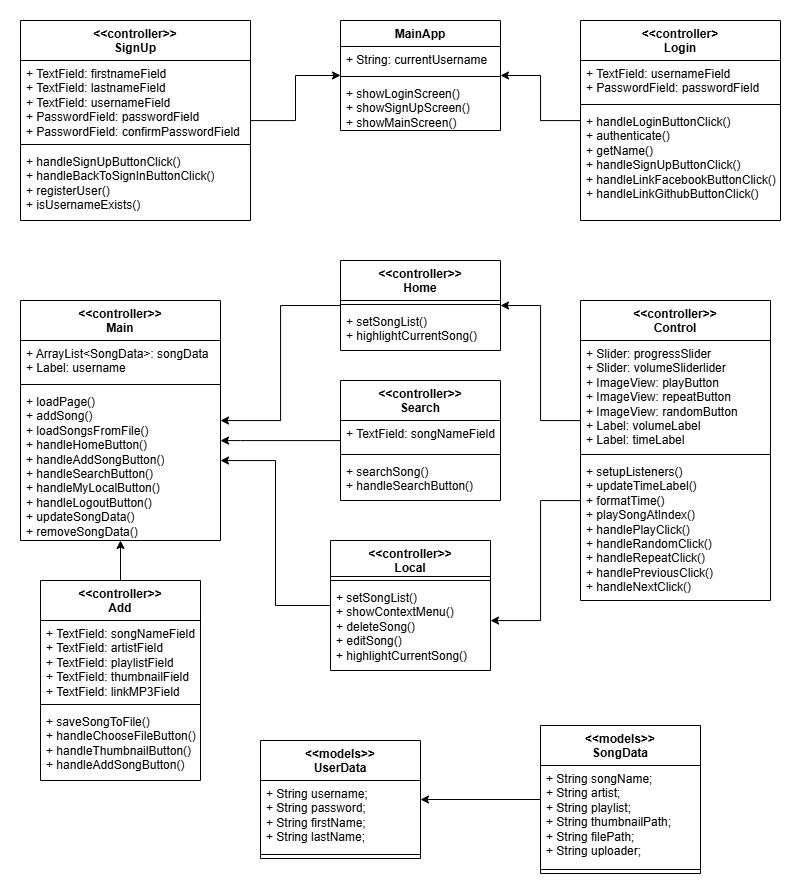 <<controller>>
SignUp
+ TextField: firstnameField
+ TextField: lastnameField
+ TextField: usernameField
+ PasswordField: passwordField
+ PasswordField: confirmPasswordField
+ handleSignUpButtonClick()
+ handleBackToSignInButtonClick()
+ registerUser()
+ isUsernameExists()
MainApp
+ String: currentUsername
+ showLoginScreen()
+ showSignUpScreen()
+ showMainScreen()
<<controller>>
Login
+ TextField: usernameField
+ PasswordField: passwordField
+ handleLoginButtonClick()
+ authenticate()
+ getName()
+ handleSignUpButtonClick()
+ handleLinkFacebookButtonClick()
+ handleLinkGithubButtonClick()
<<controller>>
Main
+ ArrayList<SongData>: songData
+ Label: username
+ loadPage()
+ addSong()
+ loadSongsFromFile()
+ handleHomeButton()
+ handleAddSongButton()
+ handleSearchButton()
+ handleMyLocalButton()
+ handleLogoutButton()
+ updateSongData()
+ removeSongData()
<<controller>>
Home
+ setSongList()
+ highlightCurrentSong()
<<controller>>
Search
+ TextField: songNameField
+ searchSong()
+ handleSearchButton()
<<controller>>
Local
+ setSongList()
+ showContextMenu()
+ deleteSong()
+ editSong()
+ highlightCurrentSong()
<<controller>>
Control
+ Slider: progressSlider
+ Slider: volumeSliderlider
+ ImageView: playButton
+ ImageView: repeatButton
+ ImageView: randomButton
+ Label: volumeLabel
+ Label: timeLabel
+ setupListeners()
+ updateTimeLabel()
+ formatTime()
+ playSongAtIndex()
+ handlePlayClick()
+ handleRandomClick()
+ handleRepeatClick()
+ handlePreviousClick()
+ handleNextClick()
<<controller>>
Add
+ TextField: songNameField
+ TextField: artistField
+ TextField: playlistField
+ TextField: thumbnailField
+ TextField: linkMP3Field
+ saveSongToFile()
+ handleChooseFileButton()
+ handleThumbnailButton()
+ handleAddSongButton()
<<models>>
UserData
+ String username;
+ String password;
+ String firstName;
+ String lastName;
<<models>>
SongData
+ String songName;
+ String artist;
+ String playlist;
+ String thumbnailPath;
+ String filePath;
+ String uploader;